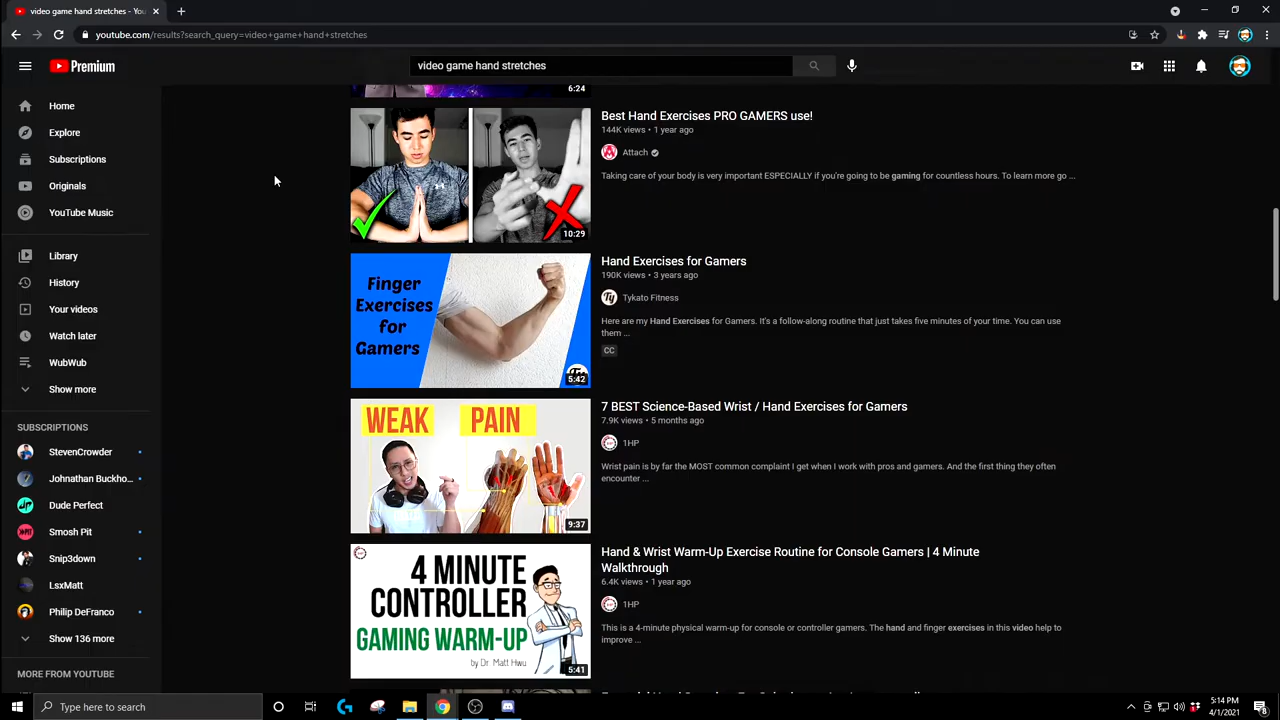 video game hand stretches - You
youtube.com/results?search_query=video+game+hand+stretches
Premium
video game hand stretches
Home
Explore
Subscriptions
Originals
YouTube Music
Library
History
Your videos
Watch later
WubWub
Show more
SUBSCRIPTIONS
Johnathan Luckho...
Dude Perfect
Smosh Pit
Snip3down
LsxMatt
Philip DeFranco
Show 136 more
MORE FROM YOUTUBE
6:24
10:29
Best Hand Exercises PRO GAMERS use!
144K views • 1 year ago
Attach
Taking care of your body is very important ESPECIALLY if you're going to be gaming for countless hours. To learn more go ...
Finger
Exercises
for
Gamers
5:42
Hand Exercises for Gamers
190K views • 3 years ago
Ty
Tykato Fitness
Here are my Hand Exercises for Gamers. It's a follow-along routine that just takes five minutes of your time. You can use
them ...
CC
WEAK PAIN
9:37
7 BEST Science-Based Wrist / Hand Exercises for Gamers
7.9K views • 5 months ago
1HP
Wrist pain is by far the MOST common complaint I get when I work with pros and gamers. And the first thing they often
encounter ...
4 MINUTE
CONTROLLER
GAMING WARM-UP
by Dr. Matt Hwu
5:41
Hand & Wrist Warm-Up Exercise Routine for Console Gamers | 4 Minute
Walkthrough
6.4K views • 1 year ago
1HP
This is a 4-minute physical warm-up for console or controller gamers. The hand and finger exercises in this video help to
improve ...
Type here to search
5:14 PM
4/1/2021